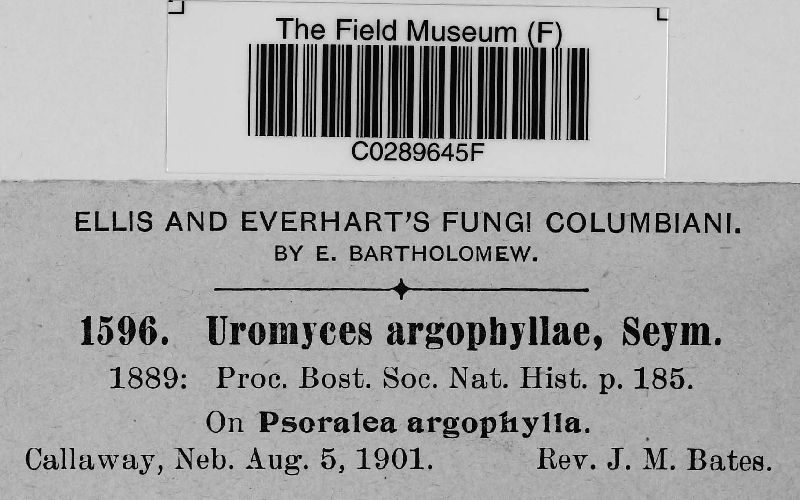 The Field Museum (F)
C0289645F
ELLIS AND EVERHART'S FUNGI COLUMBIANI.
BY E. BARTHOLOMEW.
1596. Uromyces argophyllae, Seym.
1889: Proc. Bost. Soc. Nat. Hist. p. 185.
On Psoralea argophylla.
Callaway, Neb. Aug. 5, 1901. Rev. J. M. Bates.